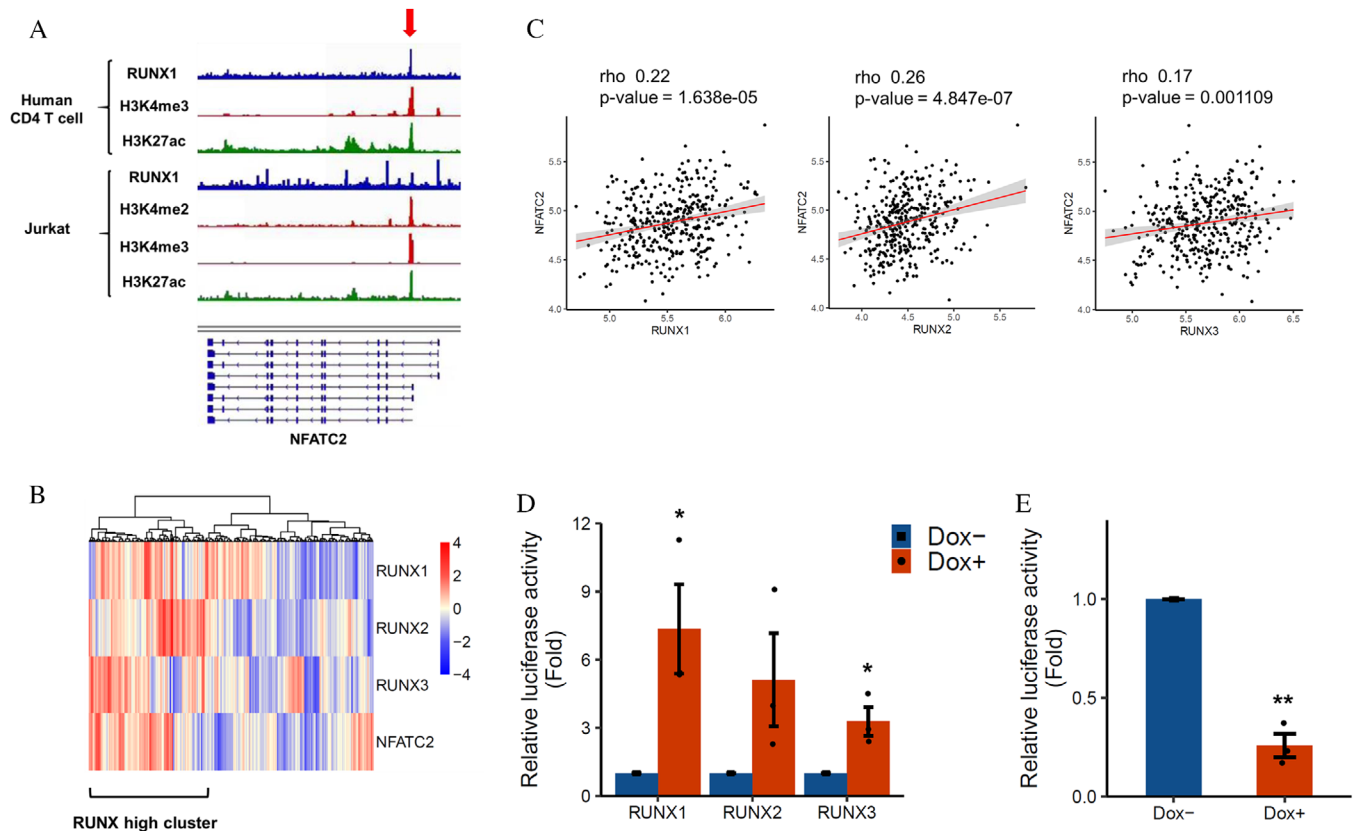 A
Human
CD4 T cell
RUNX1
H3K4me3
H3K27ac
Jurkat
RUNX1
H3K4me2
H3K4me3
H3K27ac
NFATC2
C
rho 0.22
p-value = 1.638e-05
NFATC2
5.5
5.0
4.5
4.0
5.0 5.5 6.0
RUNX1
rho 0.26
p-value = 4.847e-07
NFATC2
5.5
5.0
4.5
4.0
4.0 4.5 5.0 5.5
RUNX2
rho 0.17
p-value = 0.001109
NFATC2
5.5
5.0
4.5
4.0
5.0 5.5 6.0 6.5
RUNX3
B
4
2
0
−2
−4
RUNX1
RUNX2
RUNX3
NFATC2
RUNX high cluster
D
Relative luciferase activity
(Fold)
12
9
6
3
0
*
*
RUNX1 RUNX2 RUNX3
Dox−
Dox+
E
Relative luciferase activity
(Fold)
1.0
0.5
0.0
**
Dox− Dox+